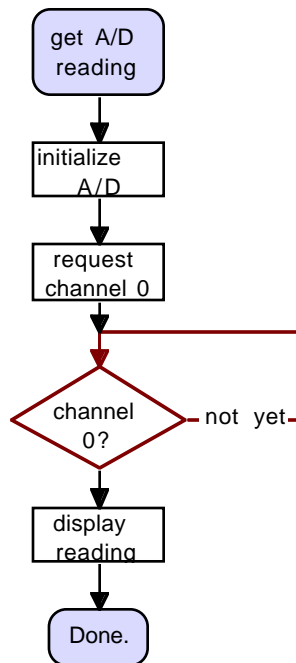 get A/D
reading
initialize
A/D
request
channel 0
channel
0?
not yet
display
reading
Done.